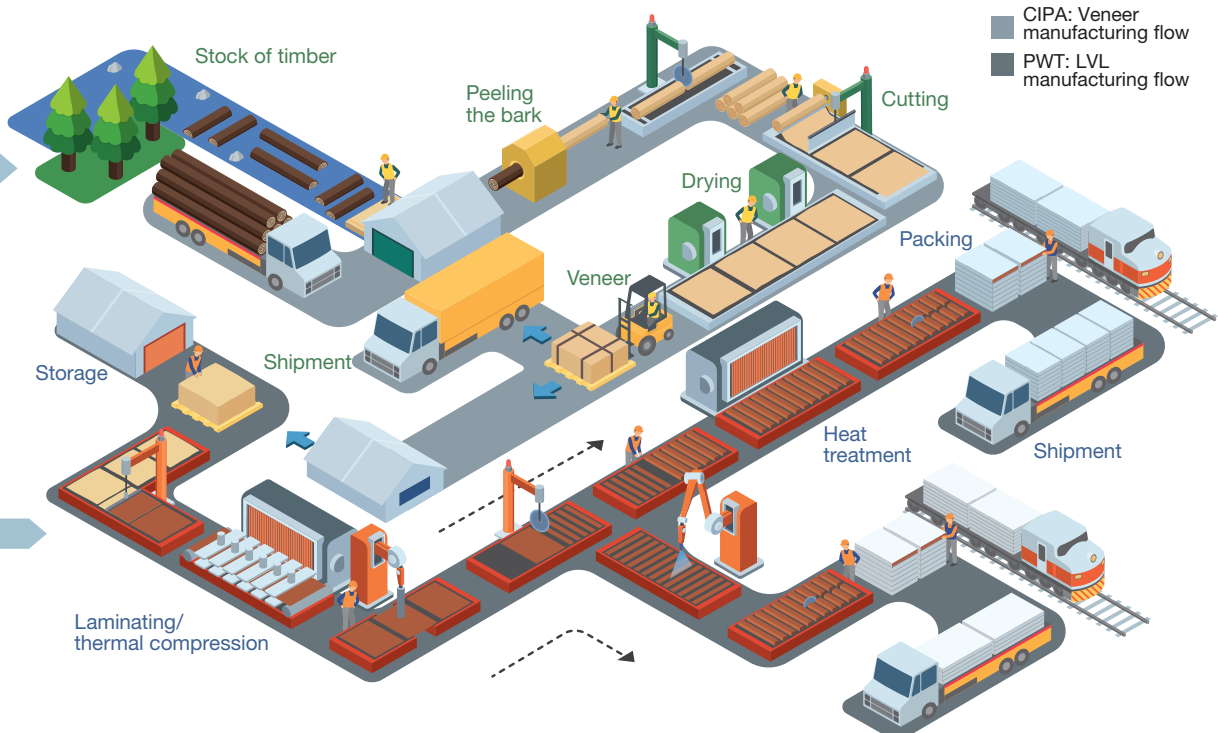 CIPA: Veneer
manufacturing flow
PWT: LVL
manufacturing flow
Stock of timber
Peeling
the bark
Cutting
Drying
Packing
Veneer
Shipment
Storage
Heat
treatment
Shipment
Laminating/
thermal compression